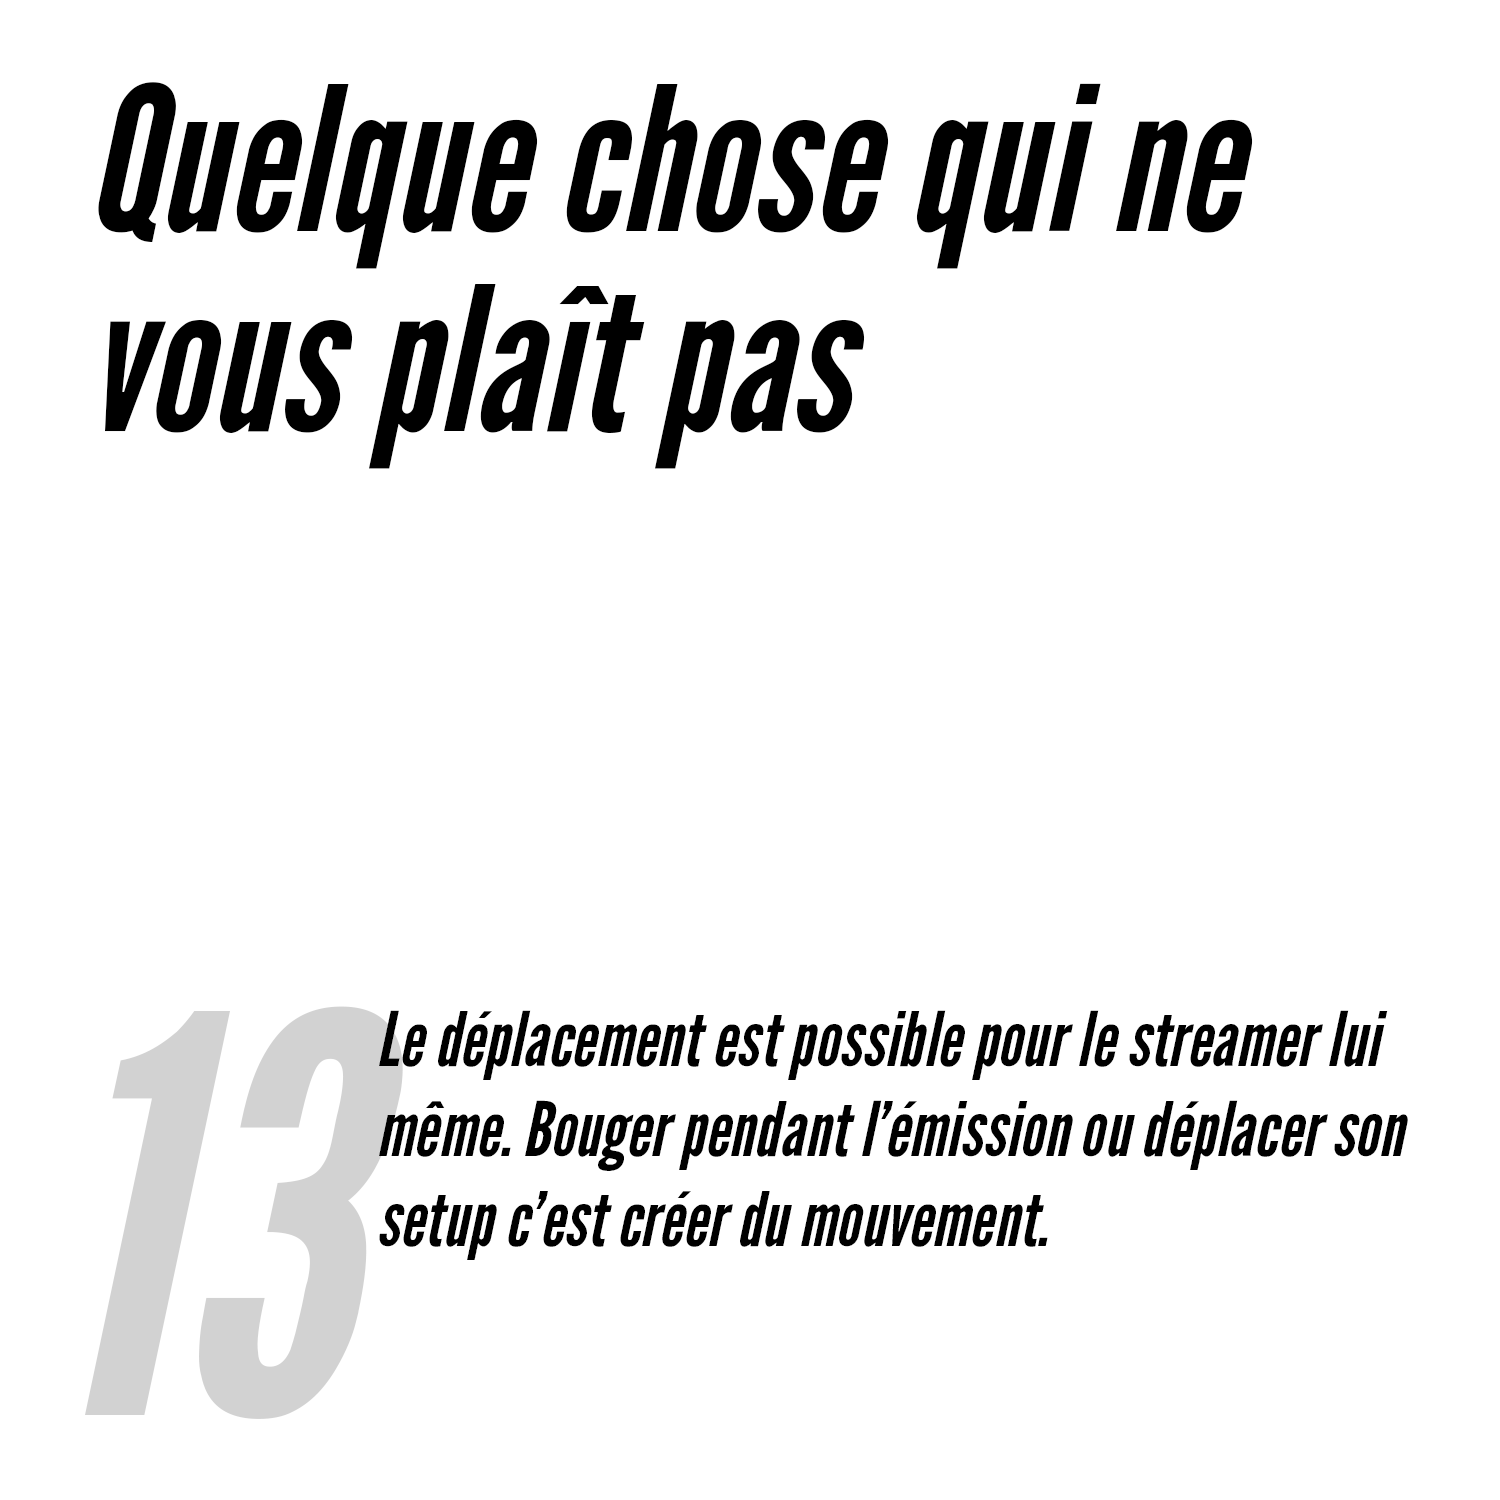 Quelque chose qui ne
vous plaît pas
13
Le déplacement est possible pour le streamer lui
même. Bouger pendant l’émission ou déplacer son
setup c’est créer du mouvement.